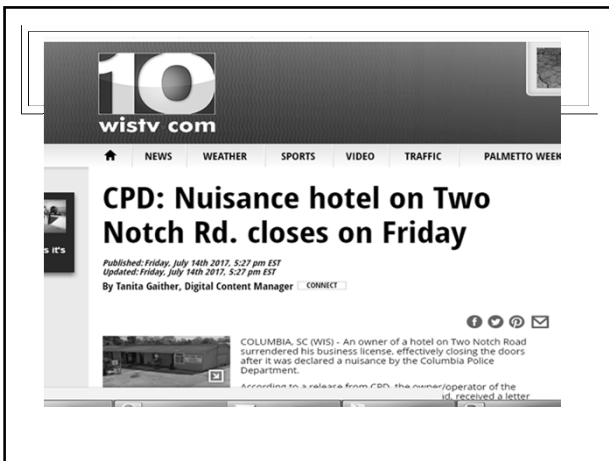 10
wistv com
NEWS WEATHER SPORTS VIDEO TRAFFIC PALMETTO WEEK
s it's
CPD: Nuisance hotel on Two
Notch Rd. closes on Friday
Published: Friday, July 14th 2017, 5:27 pm EST
Updated: Friday, July 14th 2017, 5:27 pm EST
By Tanita Gaither, Digital Content Manager CONNECT
COLUMBIA, SC (WIS) - An owner of a hotel on Two Notch Road
surrendered his business license, effectively closing the doors
after it was declared a nuisance by the Columbia Police
Department.
According to a release from CPD, the owner/operator of the
received a letter